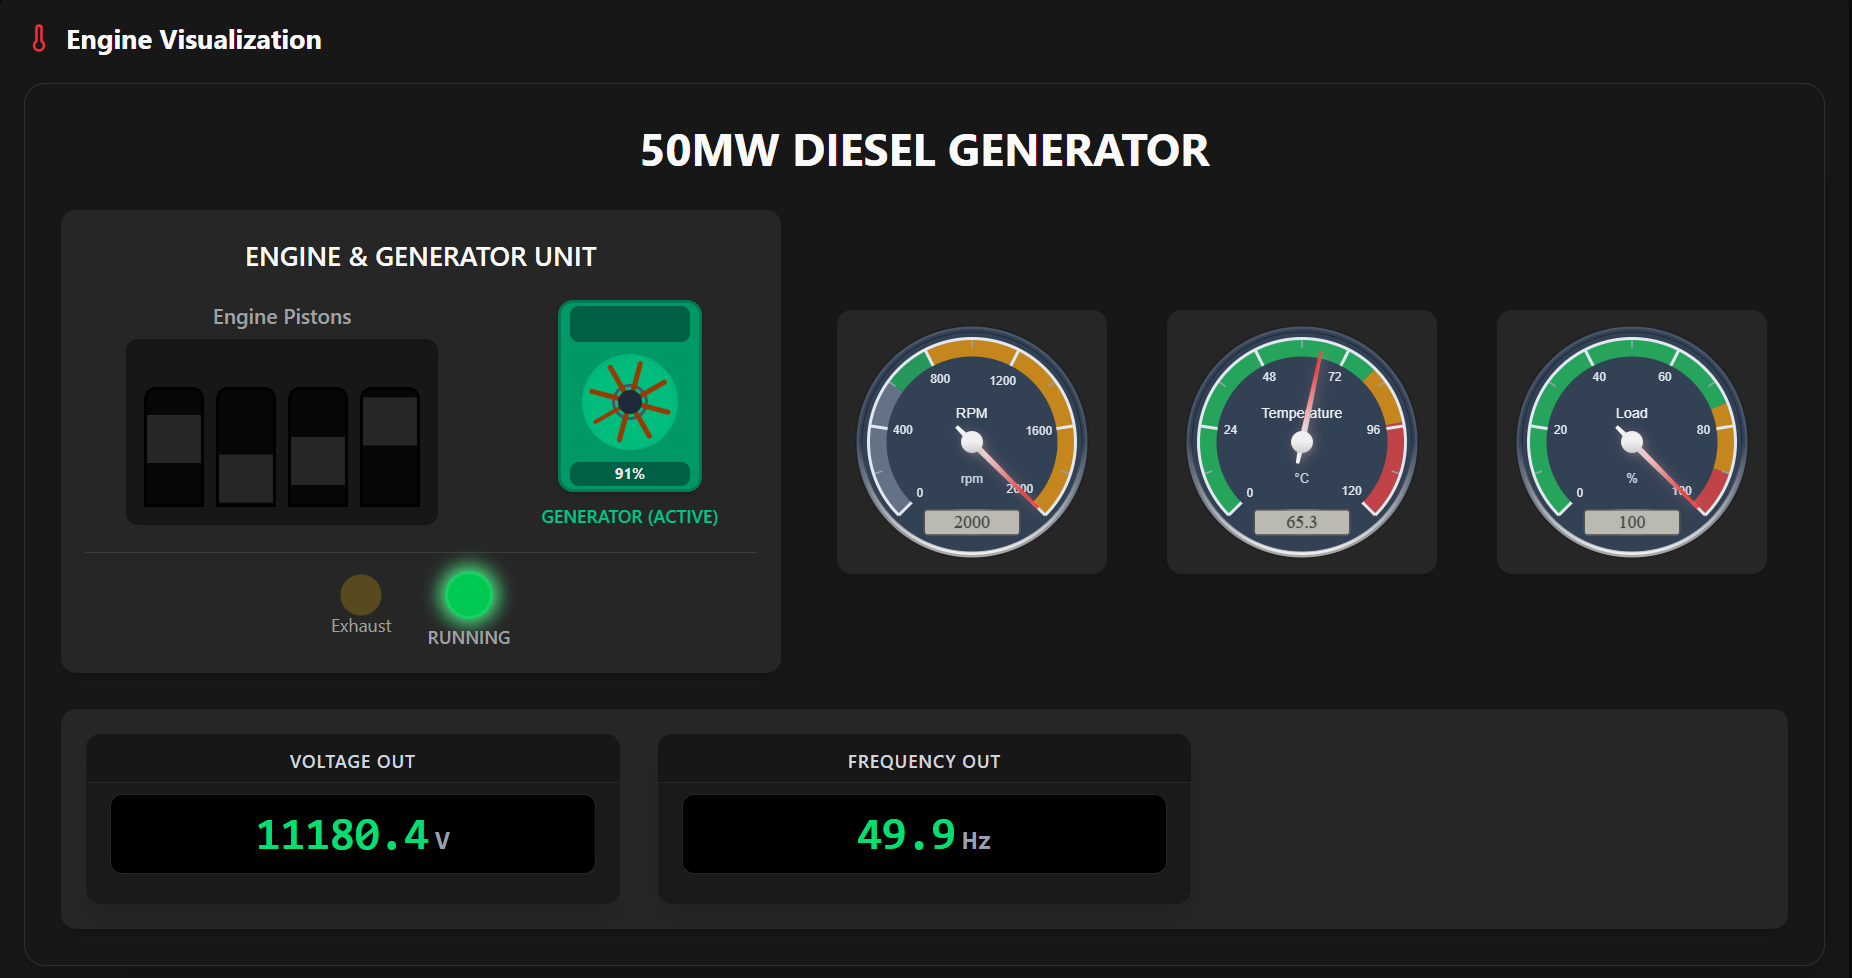 Engine Visualization
50MW DIESEL GENERATOR
ENGINE & GENERATOR UNIT
Engine Pistons
91%
GENERATOR (ACTIVE)
Exhaust
RUNNING
0
400
800
1200
1600
2000
RPM
rpm
2000
0
24
48
72
96
120
Temperature
°C
65.3
0
20
40
60
80
100
Load
%
100
VOLTAGE OUT
11180.4 V
FREQUENCY OUT
49.9 Hz